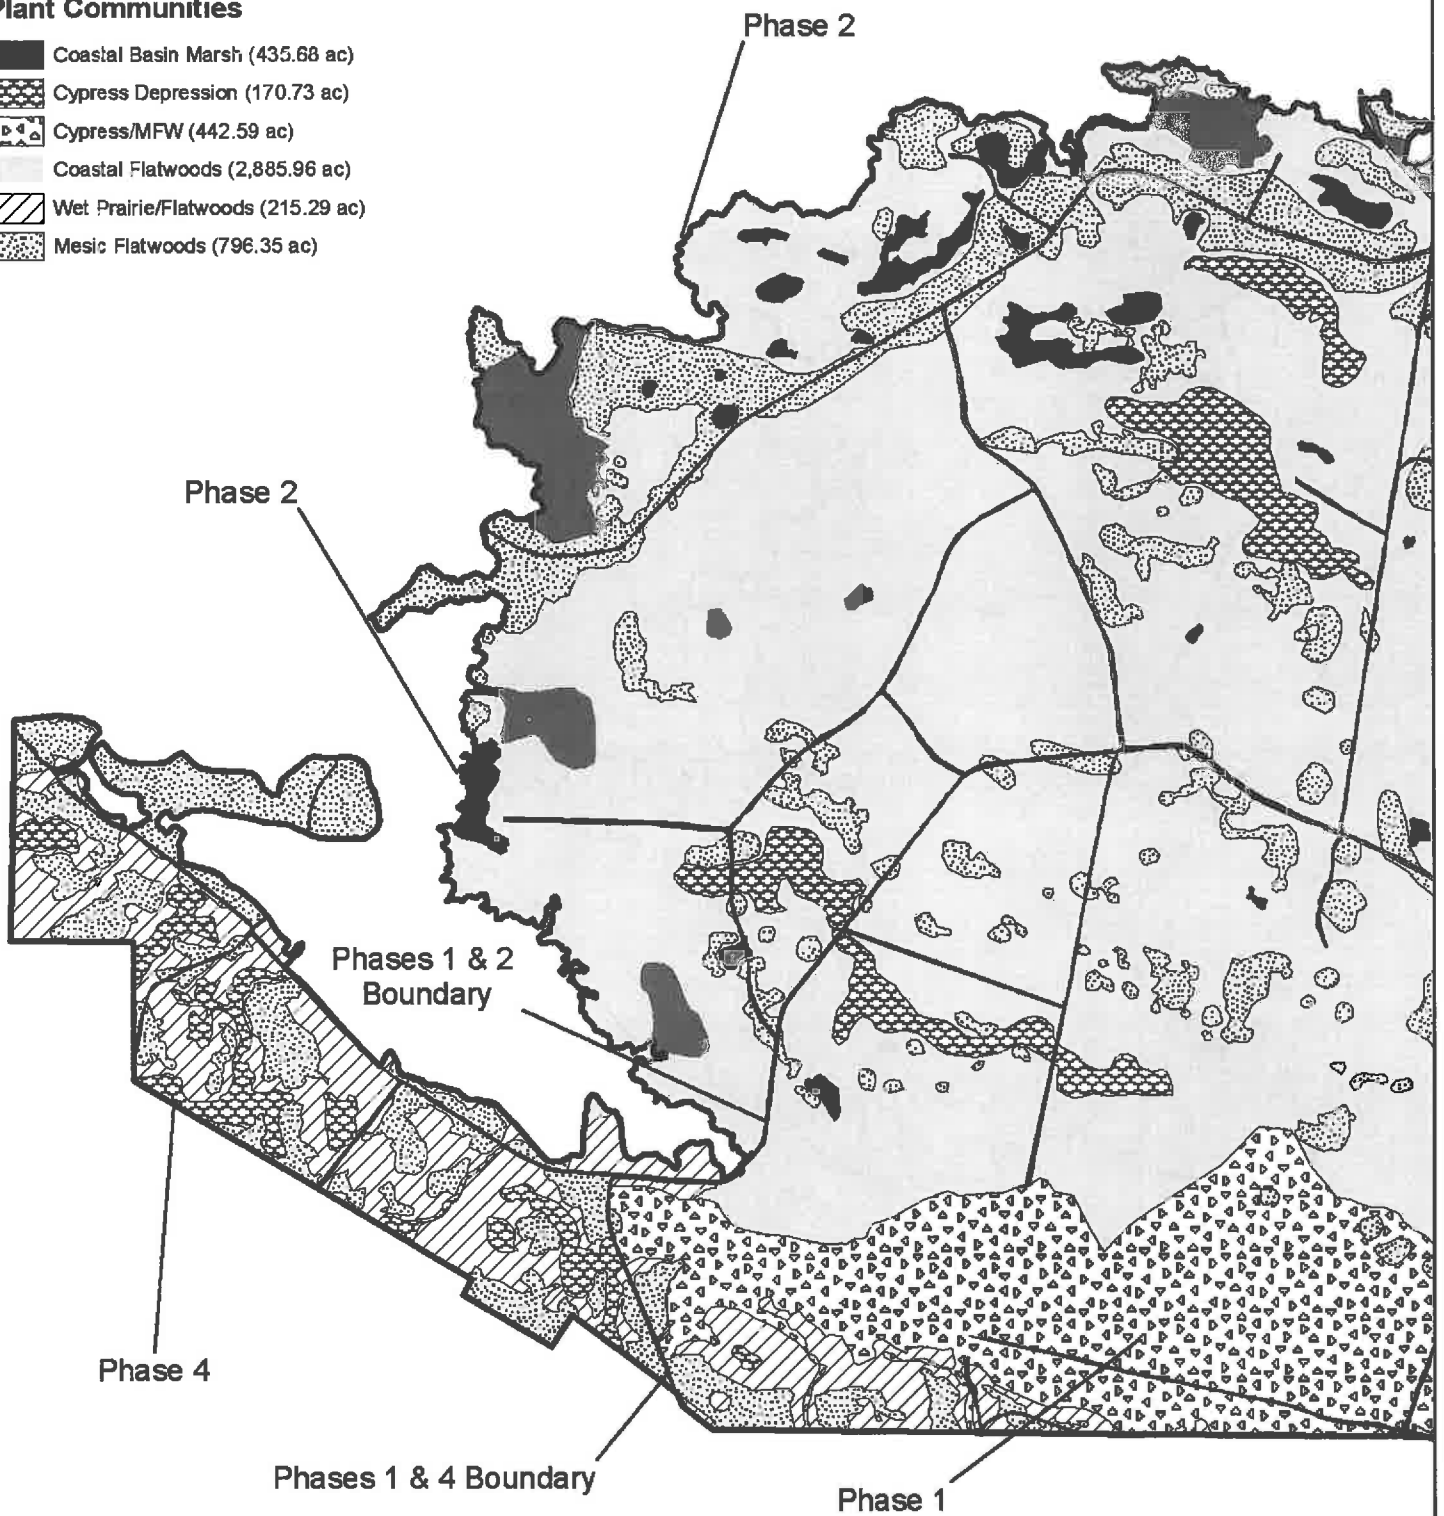 Plant Communities
Coastal Basin Marsh (435.68 ac)
Cypress Depression (170.73 ac)
Cypress/MFW (442.59 ac)
Coastal Flatwoods (2,885.96 ac)
Wet Prairie/Flatwoods (215.29 ac)
Mesic Flatwoods (796.35 ac)
Phase 2
Phase 2
Phases 1 & 2
Boundary
Phase 4
Phases 1 & 4 Boundary
Phase 1